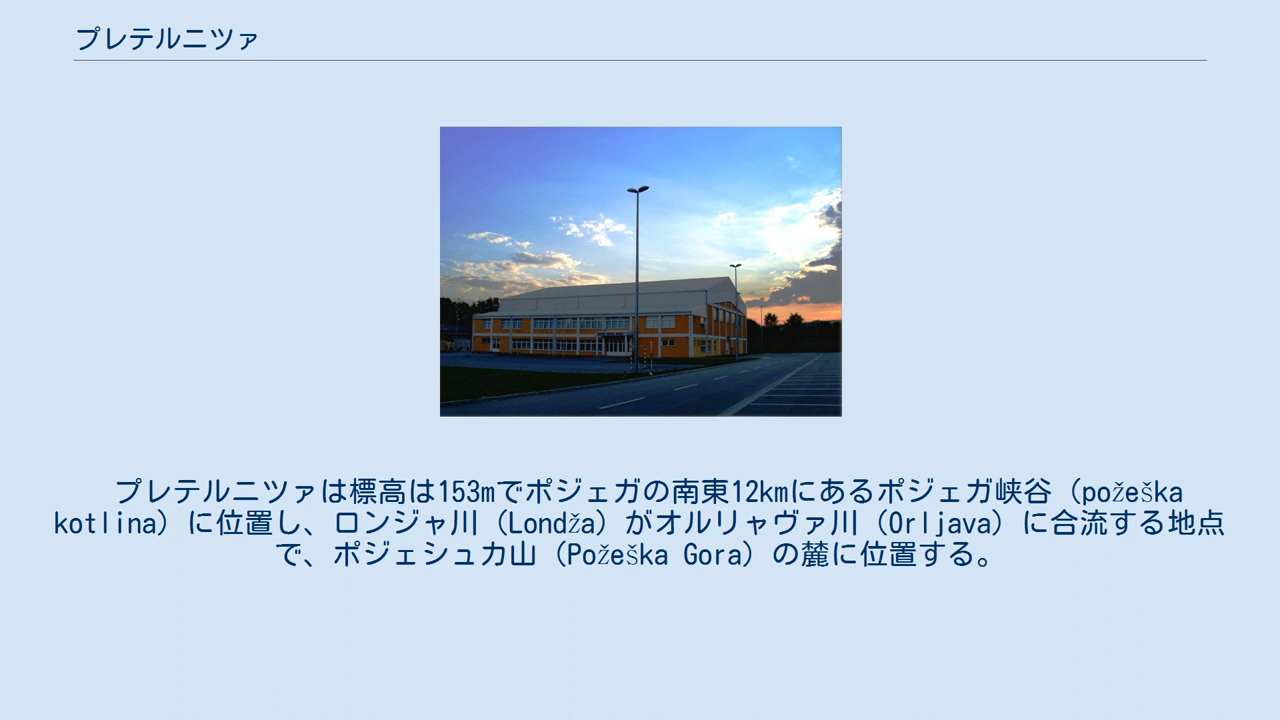 プレテルニツァ
プレテルニツァは標高は153mでポジェガの南東12kmにあるポジェガ峡谷（požeška
kotlina）に位置し、ロンジャ川（Londža）がオルリャヴァ川（Orljava）に合流する地点
で、ポジェシュカ山（Požeška Gora）の麓に位置する。